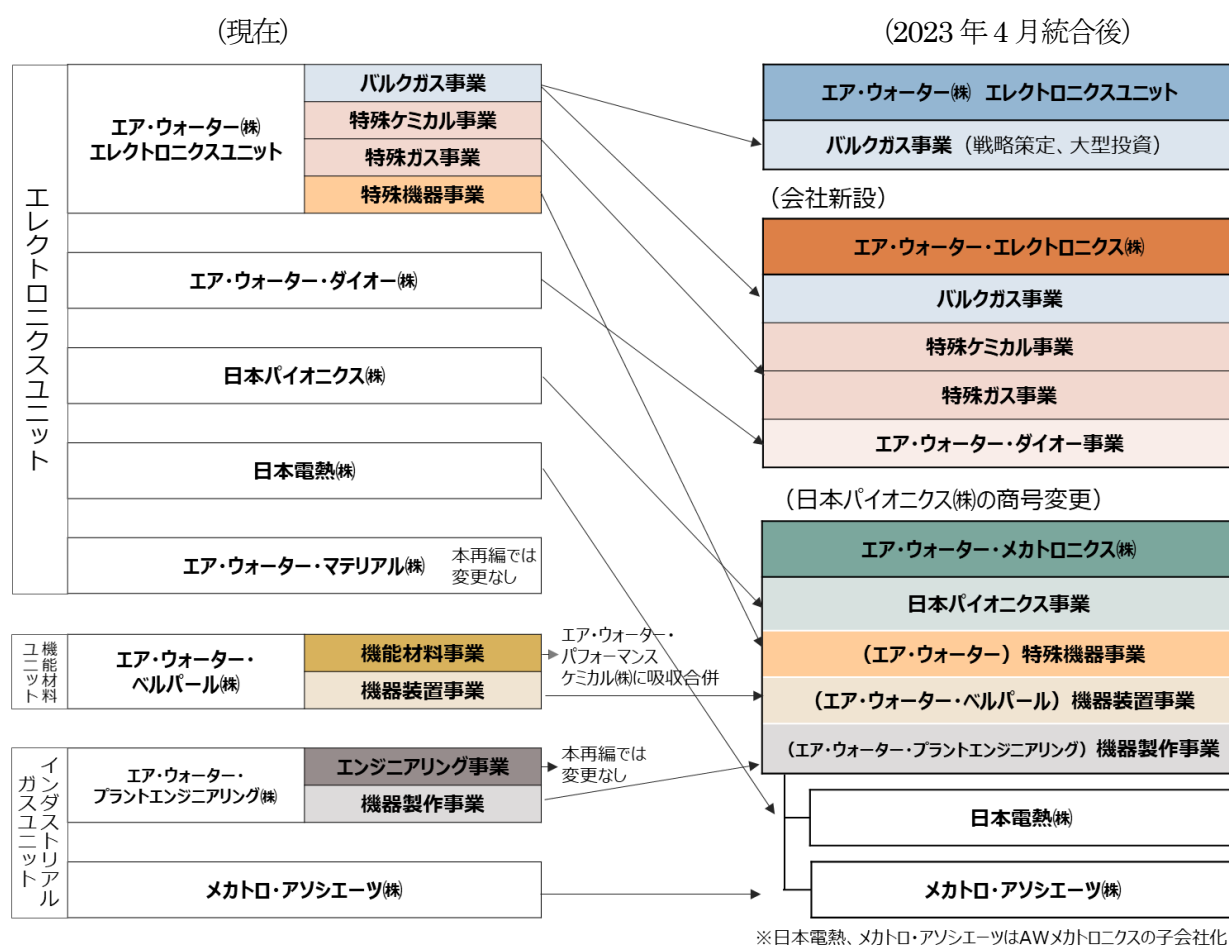 (現在)
エレクトロニクスユニット
エア・ウォーター㈱
エレクトロニクスユニット
バルクガス事業
特殊ケミカル事業
特殊ガス事業
特殊機器事業
エア・ウォーター・ダイオー㈱
日本パイオニクス㈱
日本電熱㈱
エア・ウォーター・マテリアル㈱
本再編では
変更なし
機能材料
ユニット
エア・ウォーター・
ベルパール㈱
機能材料事業
機器装置事業
エア・ウォーター・
パフォーマンス
ケミカル㈱に吸収合併
インダストリアル
ガスユニット
エア・ウォーター・
プラントエンジニアリング㈱
エンジニアリング事業
機器製作事業
本再編では
変更なし
メカトロ・アソシエーツ㈱
(2023年4月統合後)
エア・ウォーター㈱ エレクトロニクスユニット
バルクガス事業（戦略策定、大型投資）
（会社新設）
エア・ウォーター・エレクトロニクス㈱
バルクガス事業
特殊ケミカル事業
特殊ガス事業
エア・ウォーター・ダイオー事業
（日本パイオニクス㈱の商号変更）
エア・ウォーター・メカトロニクス㈱
日本パイオニクス事業
（エア・ウォーター）特殊機器事業
（エア・ウォーター・ベルパール）機器装置事業
（エア・ウォーター・プラントエンジニアリング）機器製作事業
日本電熱㈱
メカトロ・アソシエーツ㈱
※日本電熱、メカトロ・アソシエーツはAWメカトロニクスの子会社化